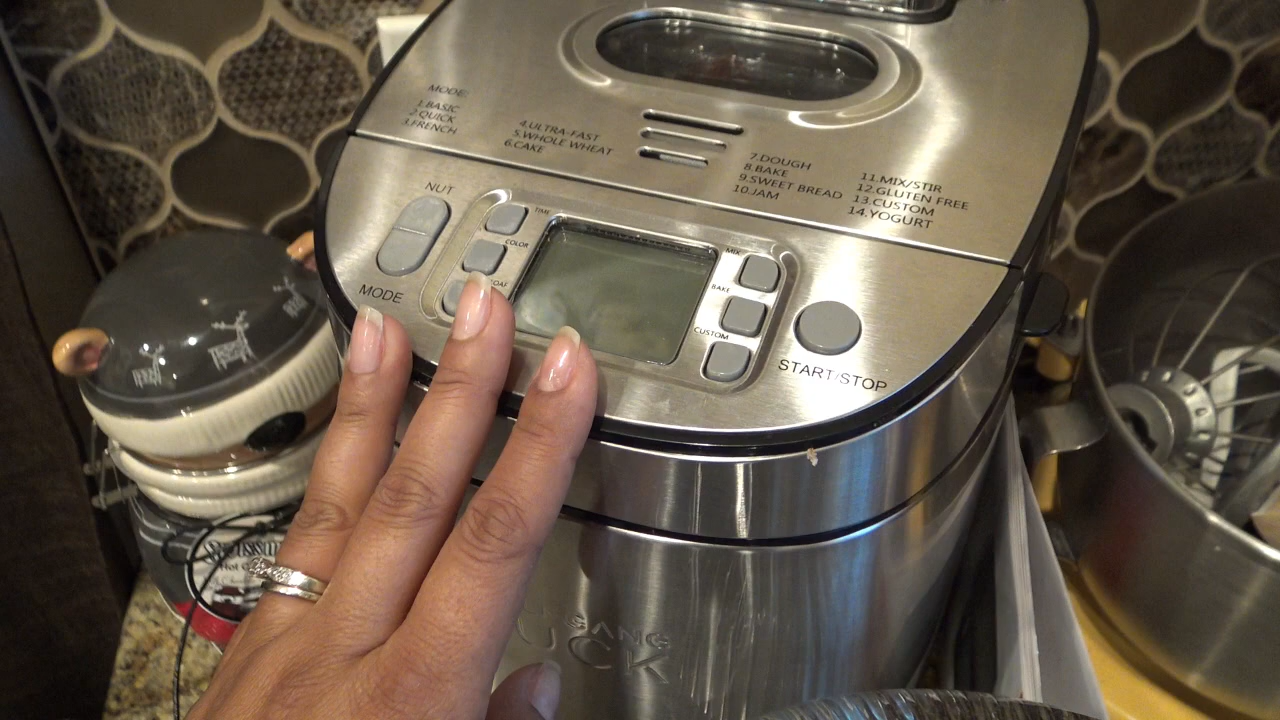 MODE:
1.BASIC
2.QUICK
3.FRENCH
4.ULTRA-FAST
5.WHOLE WHEAT
6.CAKE
7.DOUGH
8.BAKE
9.SWEET BREAD
10.JAM
11.MIX/STIR
12.GLUTEN FREE
13.CUSTOM
14.YOGURT
NUT
MODE
TIME
COLOR
MIX
BAKE
CUSTOM
START/STOP
GANG
UCK